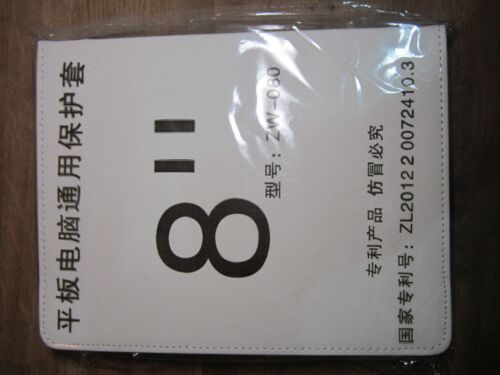 平板电脑通用保护套
8"
型号：ZW-080
专利产品 仿冒必究
国家专利号：ZL2012 2 0072410.3